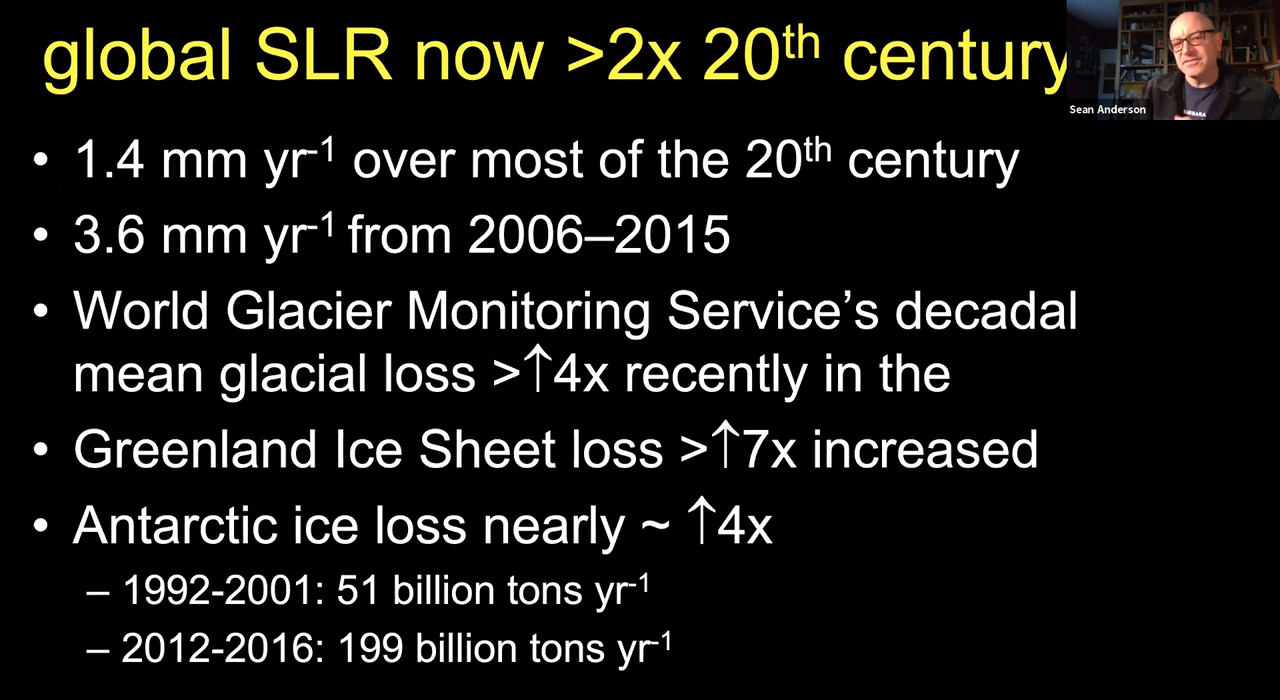 global SLR now >2x 20th century
Sean Anderson
• 1.4 mm yr-1 over most of the 20th century
• 3.6 mm yr-1 from 2006–2015
• World Glacier Monitoring Service’s decadal
mean glacial loss >↑4x recently in the
• Greenland Ice Sheet loss >↑7x increased
• Antarctic ice loss nearly ~ ↑4x
– 1992-2001: 51 billion tons yr-1
– 2012-2016: 199 billion tons yr-1